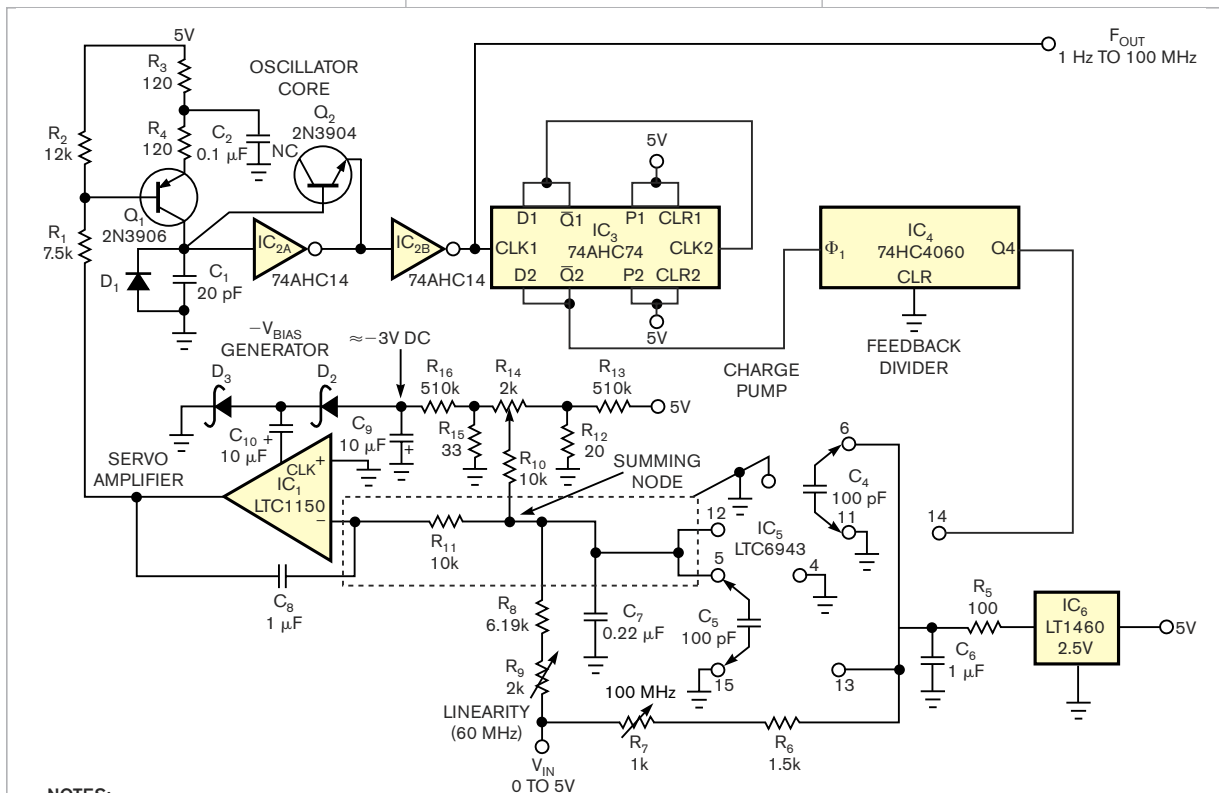 5V
R3
120
OSCILLATOR
CORE
FOUT
1 Hz TO 100 MHz
R2
12k
R4
120
C2
0.1 µF
NC
Q2
2N3904
5V
Q1
2N3906
R1
7.5k
D1
C1
20 pF
IC2A
74AHC14
IC2B
74AHC14
D1
Q̅1
P1
CLR1
IC3
74AHC74
CLK1
CLK2
D2
Q̅2
P2
CLR2
5V
IC4
74HC4060
Φ1
Q4
CLR
FEEDBACK
DIVIDER
CHARGE
PUMP
−VBIAS
GENERATOR
≈−3V DC
D3
D2
R16
510k
R14
2k
R13
510k
5V
C10
10 µF
+
C9
10 µF
+
R15
33
R12
20
R10
10k
SUMMING
NODE
SERVO
AMPLIFIER
CLK
+
IC1
LTC1150
−
R11
10k
C8
1 µF
12
IC5
LTC6943
5
4
6
C4
100 pF
11
14
R8
6.19k
C7
0.22 µF
C5
100 pF
15
13
R9
2k
LINEARITY
(60 MHz)
100 MHz
R7
1k
R6
1.5k
R5
100
C6
1 µF
IC6
LT1460
2.5V
5V
VIN
0 TO 5V
NOTES: